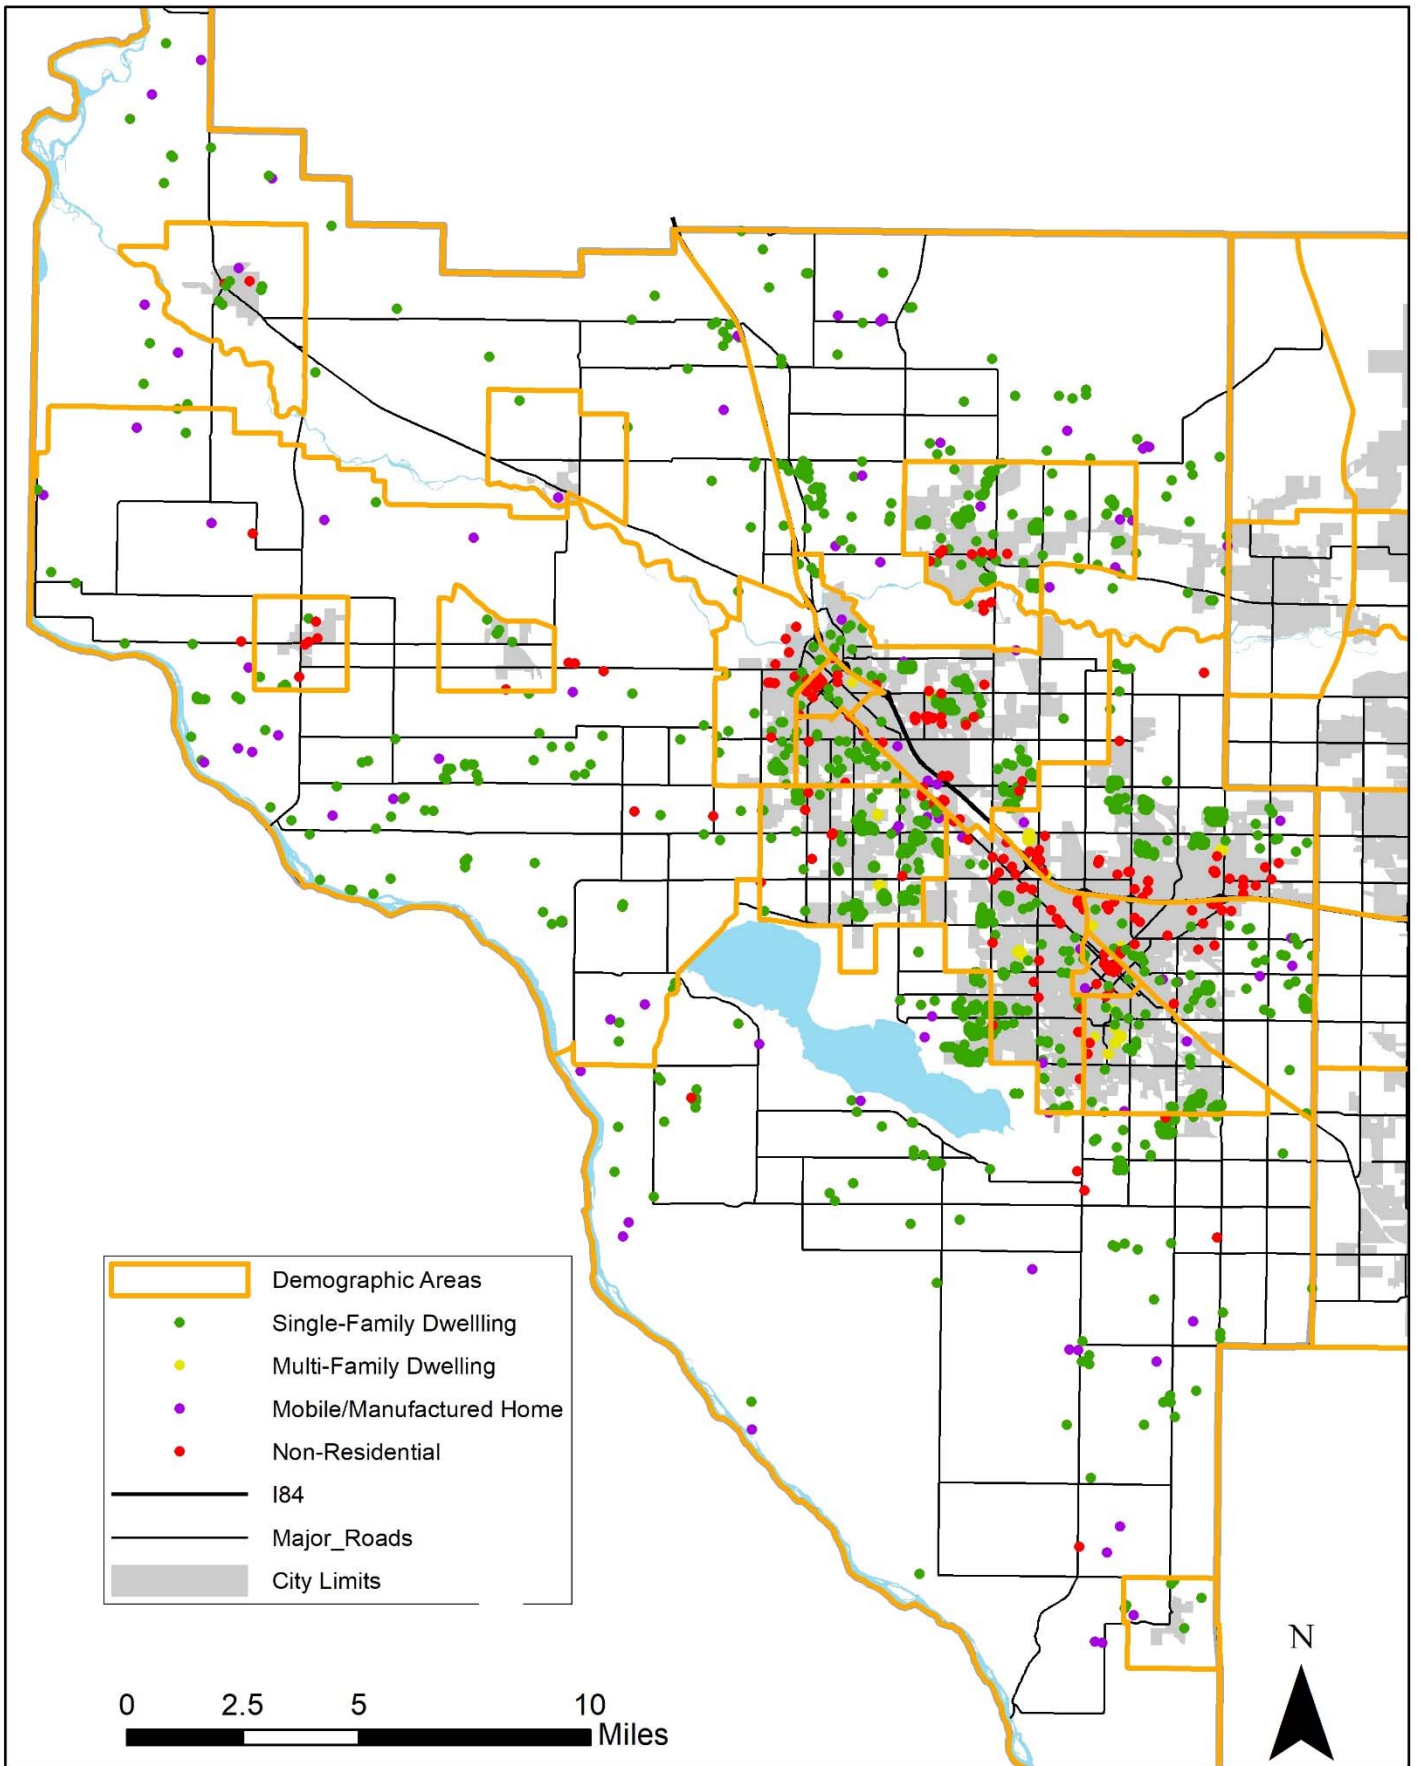 Demographic Areas
Single-Family Dwellling
Multi-Family Dwelling
Mobile/Manufactured Home
Non-Residential
I84
Major_Roads
City Limits
N
0 2.5 5 10
Miles